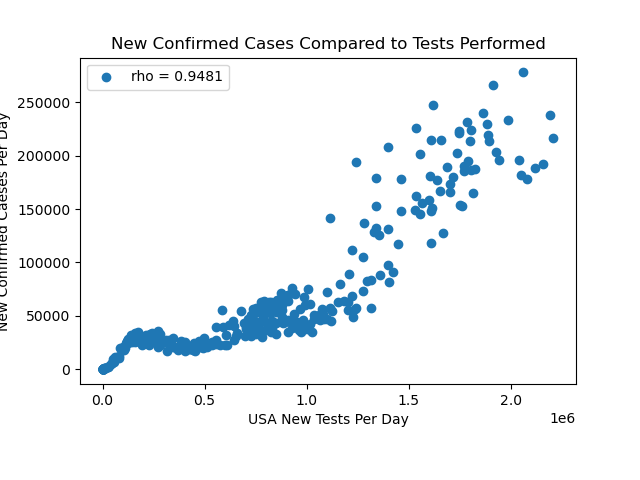 New Confirmed Cases Compared to Tests Performed
rho = 0.9481
New Confirmed Caeses Per Day
250000
200000
150000
100000
50000
0
0.0 0.5 1.0 1.5 2.0
1e6
USA New Tests Per Day